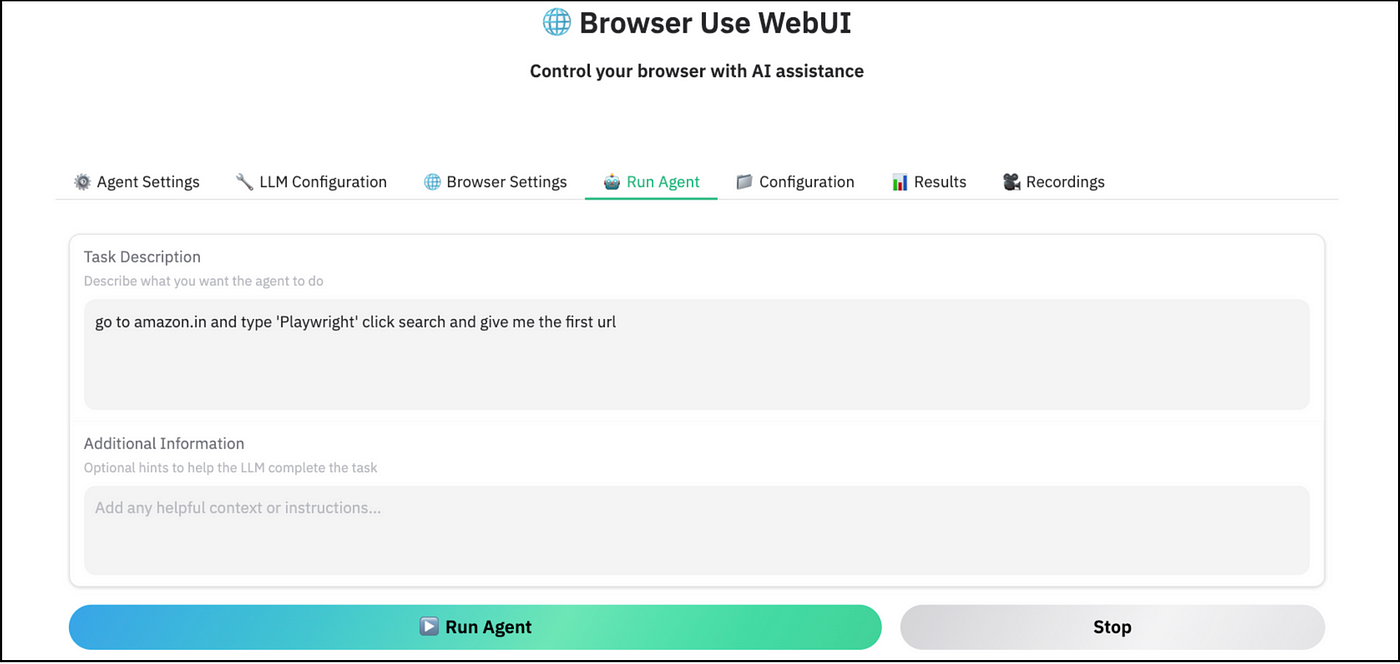 🌐 Browser Use WebUI
Control your browser with AI assistance
⚙️ Agent Settings 🔧 LLM Configuration 🌐 Browser Settings 🤖 Run Agent 📁 Configuration 📊 Results 🎥 Recordings
Task Description
Describe what you want the agent to do
go to amazon.in and type 'Playwright' click search and give me the first url
Additional Information
Optional hints to help the LLM complete the task
Add any helpful context or instructions...
▶️ Run Agent Stop